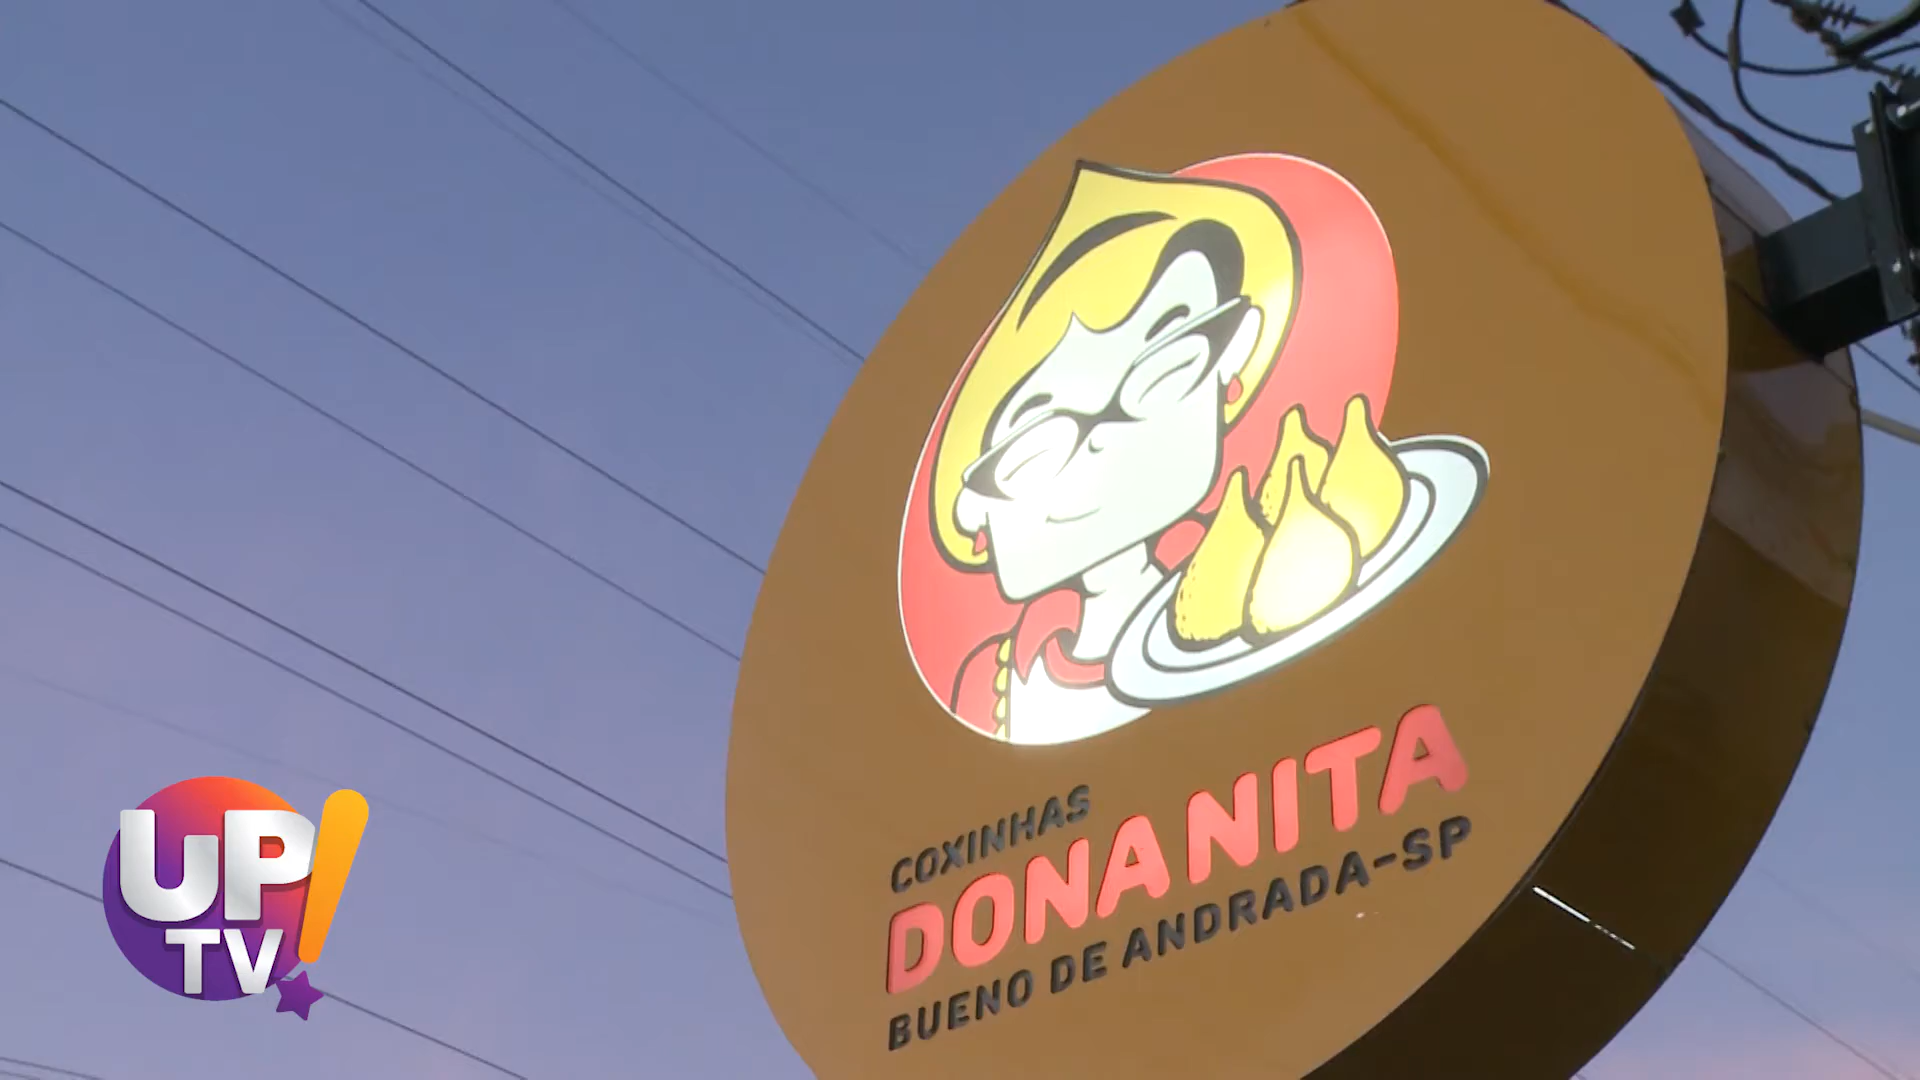 COXINHAS
DONA NITA
BUENO DE ANDRADA-SP
UP!
TV